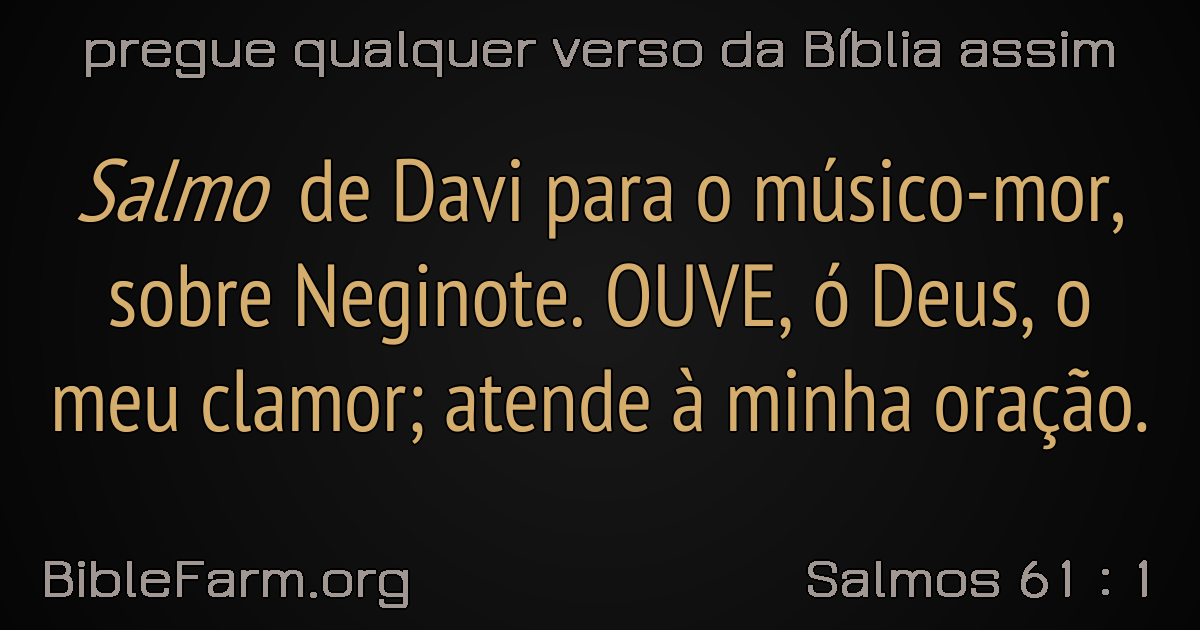 pregue qualquer verso da Bíblia assim
Salmo de Davi para o músico-mor,
sobre Neginote. OUVE, ó Deus, o
meu clamor; atende à minha oração.
BibleFarm.org
Salmos 61 : 1